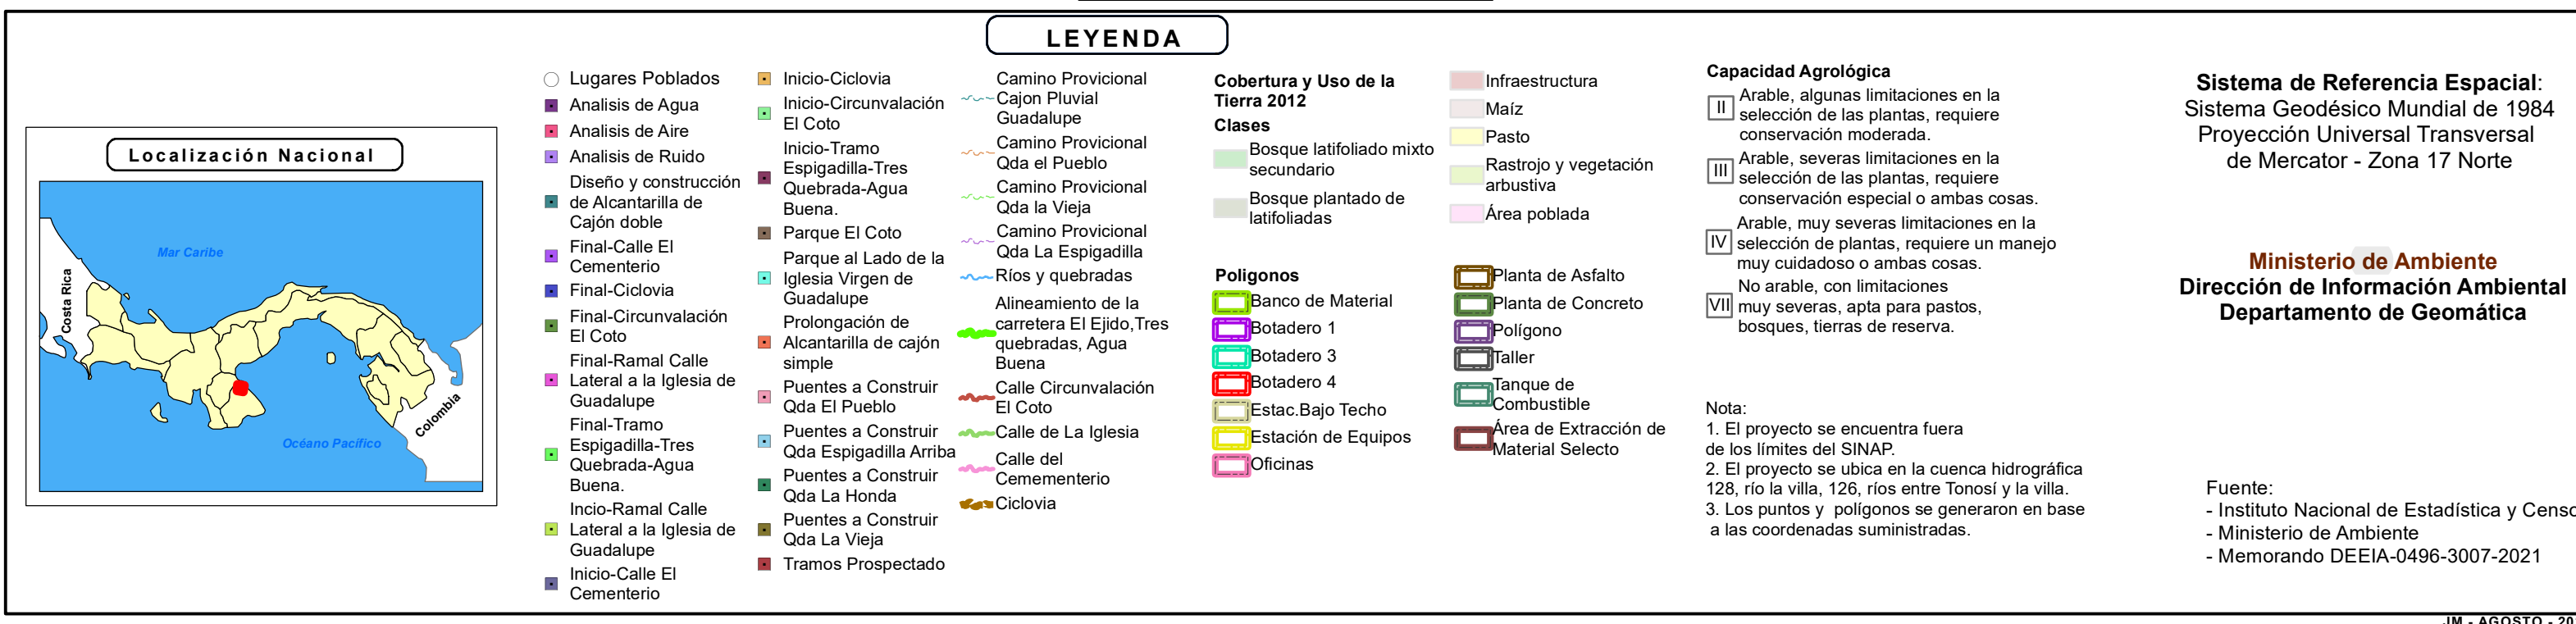 LEYENDA
Localización Nacional
Mar Caribe
Costa Rica
Colombia
Océano Pacífico
Lugares Poblados
Analisis de Agua
Analisis de Aire
Analisis de Ruido
Diseño y construcción
de Alcantarilla de
Cajón doble
Final-Calle El
Cementerio
Final-Ciclovia
Final-Circunvalación
El Coto
Final-Ramal Calle
Lateral a la Iglesia de
Guadalupe
Final-Tramo
Espigadilla-Tres
Quebrada-Agua
Buena.
Incio-Ramal Calle
Lateral a la Iglesia de
Guadalupe
Inicio-Calle El
Cementerio
Inicio-Ciclovia
Inicio-Circunvalación
El Coto
Inicio-Tramo
Espigadilla-Tres
Quebrada-Agua
Buena.
Parque El Coto
Parque al Lado de la
Iglesia Virgen de
Guadalupe
Prolongación de
Alcantarilla de cajón
simple
Puentes a Construir
Qda El Pueblo
Puentes a Construir
Qda Espigadilla Arriba
Puentes a Construir
Qda La Honda
Puentes a Construir
Qda La Vieja
Tramos Prospectado
Camino Provicional
Cajon Pluvial
Guadalupe
Camino Provicional
Qda el Pueblo
Camino Provicional
Qda la Vieja
Camino Provicional
Qda La Espigadilla
Ríos y quebradas
Alineamiento de la
carretera El Ejido,Tres
quebradas, Agua
Buena
Calle Circunvalación
El Coto
Calle de La Iglesia
Calle del
Cemementerio
Ciclovia
Cobertura y Uso de la
Tierra 2012
Clases
Bosque latifoliado mixto
secundario
Bosque plantado de
latifoliadas
Infraestructura
Maíz
Pasto
Rastrojo y vegetación
arbustiva
Área poblada
Poligonos
Banco de Material
Botadero 1
Botadero 3
Botadero 4
Estac.Bajo Techo
Estación de Equipos
Oficinas
Planta de Asfalto
Planta de Concreto
Polígono
Taller
Tanque de
Combustible
Área de Extracción de
Material Selecto
Capacidad Agrológica
II Arable, algunas limitaciones en la
selección de las plantas, requiere
conservación moderada.
III Arable, severas limitaciones en la
selección de las plantas, requiere
conservación especial o ambas cosas.
IV Arable, muy severas limitaciones en la
selección de plantas, requiere un manejo
muy cuidadoso o ambas cosas.
VII No arable, con limitaciones
muy severas, apta para pastos,
bosques, tierras de reserva.
Nota:
1. El proyecto se encuentra fuera
de los límites del SINAP.
2. El proyecto se ubica en la cuenca hidrográfica
128, río la villa, 126, ríos entre Tonosí y la villa.
3. Los puntos y polígonos se generaron en base
a las coordenadas suministradas.
Sistema de Referencia Espacial:
Sistema Geodésico Mundial de 1984
Proyección Universal Transversal
de Mercator - Zona 17 Norte
Ministerio de Ambiente
Dirección de Información Ambiental
Departamento de Geomática
Fuente:
- Instituto Nacional de Estadística y Censo
- Ministerio de Ambiente
- Memorando DEEIA-0496-3007-2021
JM - AGOSTO - 20